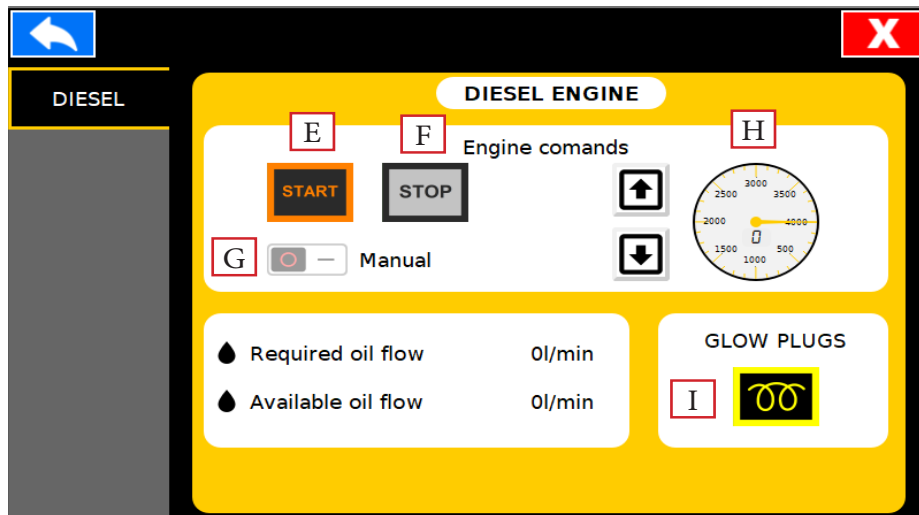 X
DIESEL
DIESEL ENGINE
E
F
H
Engine comands
START
STOP
G
Manual
3000
2500
3500
2000
4000
0
1500
500
1000
Required oil flow 0l/min
Available oil flow 0l/min
GLOW PLUGS
I